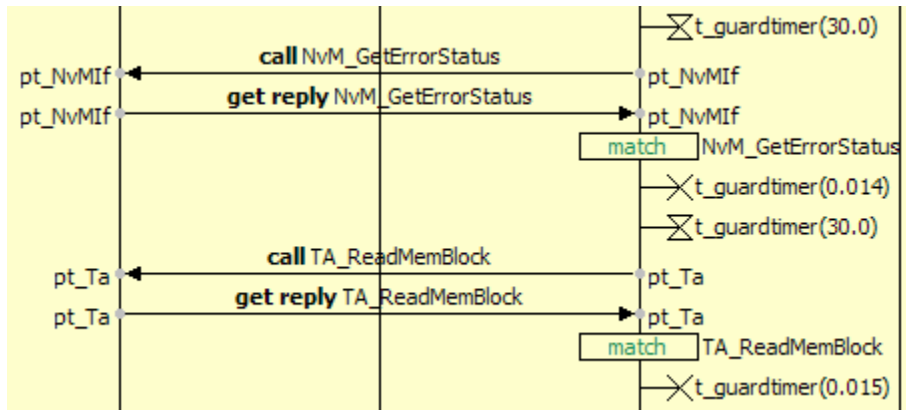 t_guardtimer(30.0)
call NvM_GetErrorStatus
pt_NvMIf pt_NvMIf
get reply NvM_GetErrorStatus
pt_NvMIf pt_NvMIf
match NvM_GetErrorStatus
t_guardtimer(0.014)
t_guardtimer(30.0)
call TA_ReadMemBlock
pt_Ta pt_Ta
get reply TA_ReadMemBlock
pt_Ta pt_Ta
match TA_ReadMemBlock
t_guardtimer(0.015)